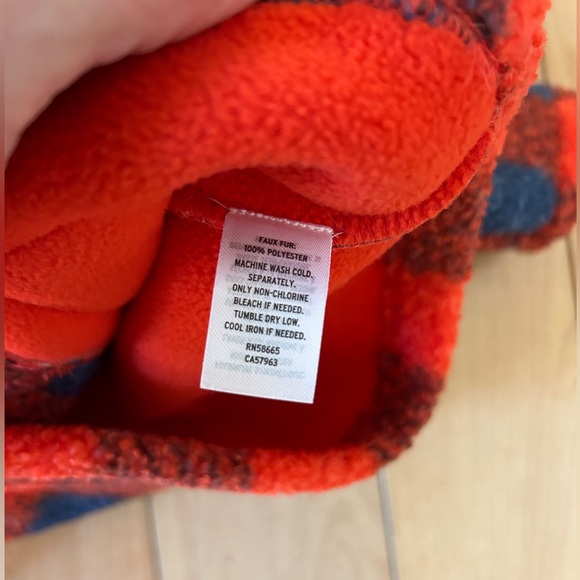 FAUX FUR:
100% POLYESTER
MACHINE WASH COLD,
SEPARATELY.
ONLY NON-CHLORINE
BLEACH IF NEEDED.
TUMBLE DRY LOW.
COOL IRON IF NEEDED.
RN58665
CA57963